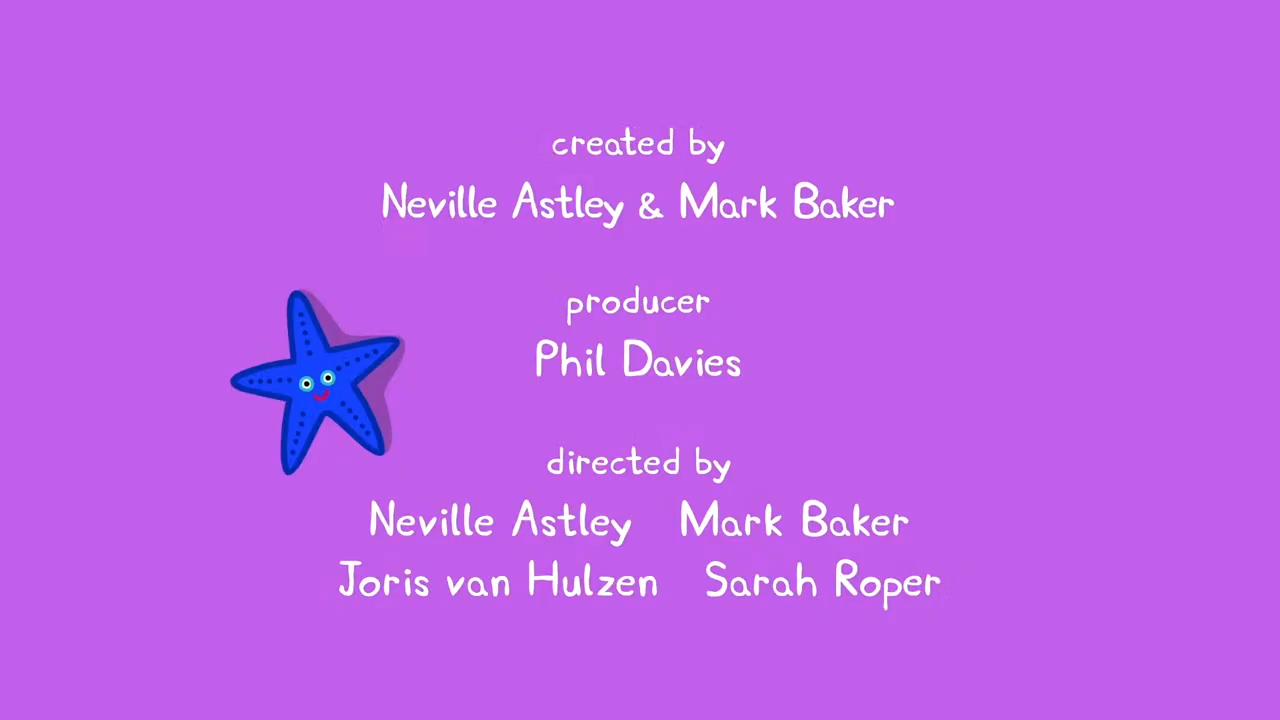 created by
Neville Astley & Mark Baker
producer
Phil Davies
directed by
Neville Astley Mark Baker
Joris van Hulzen Sarah Roper